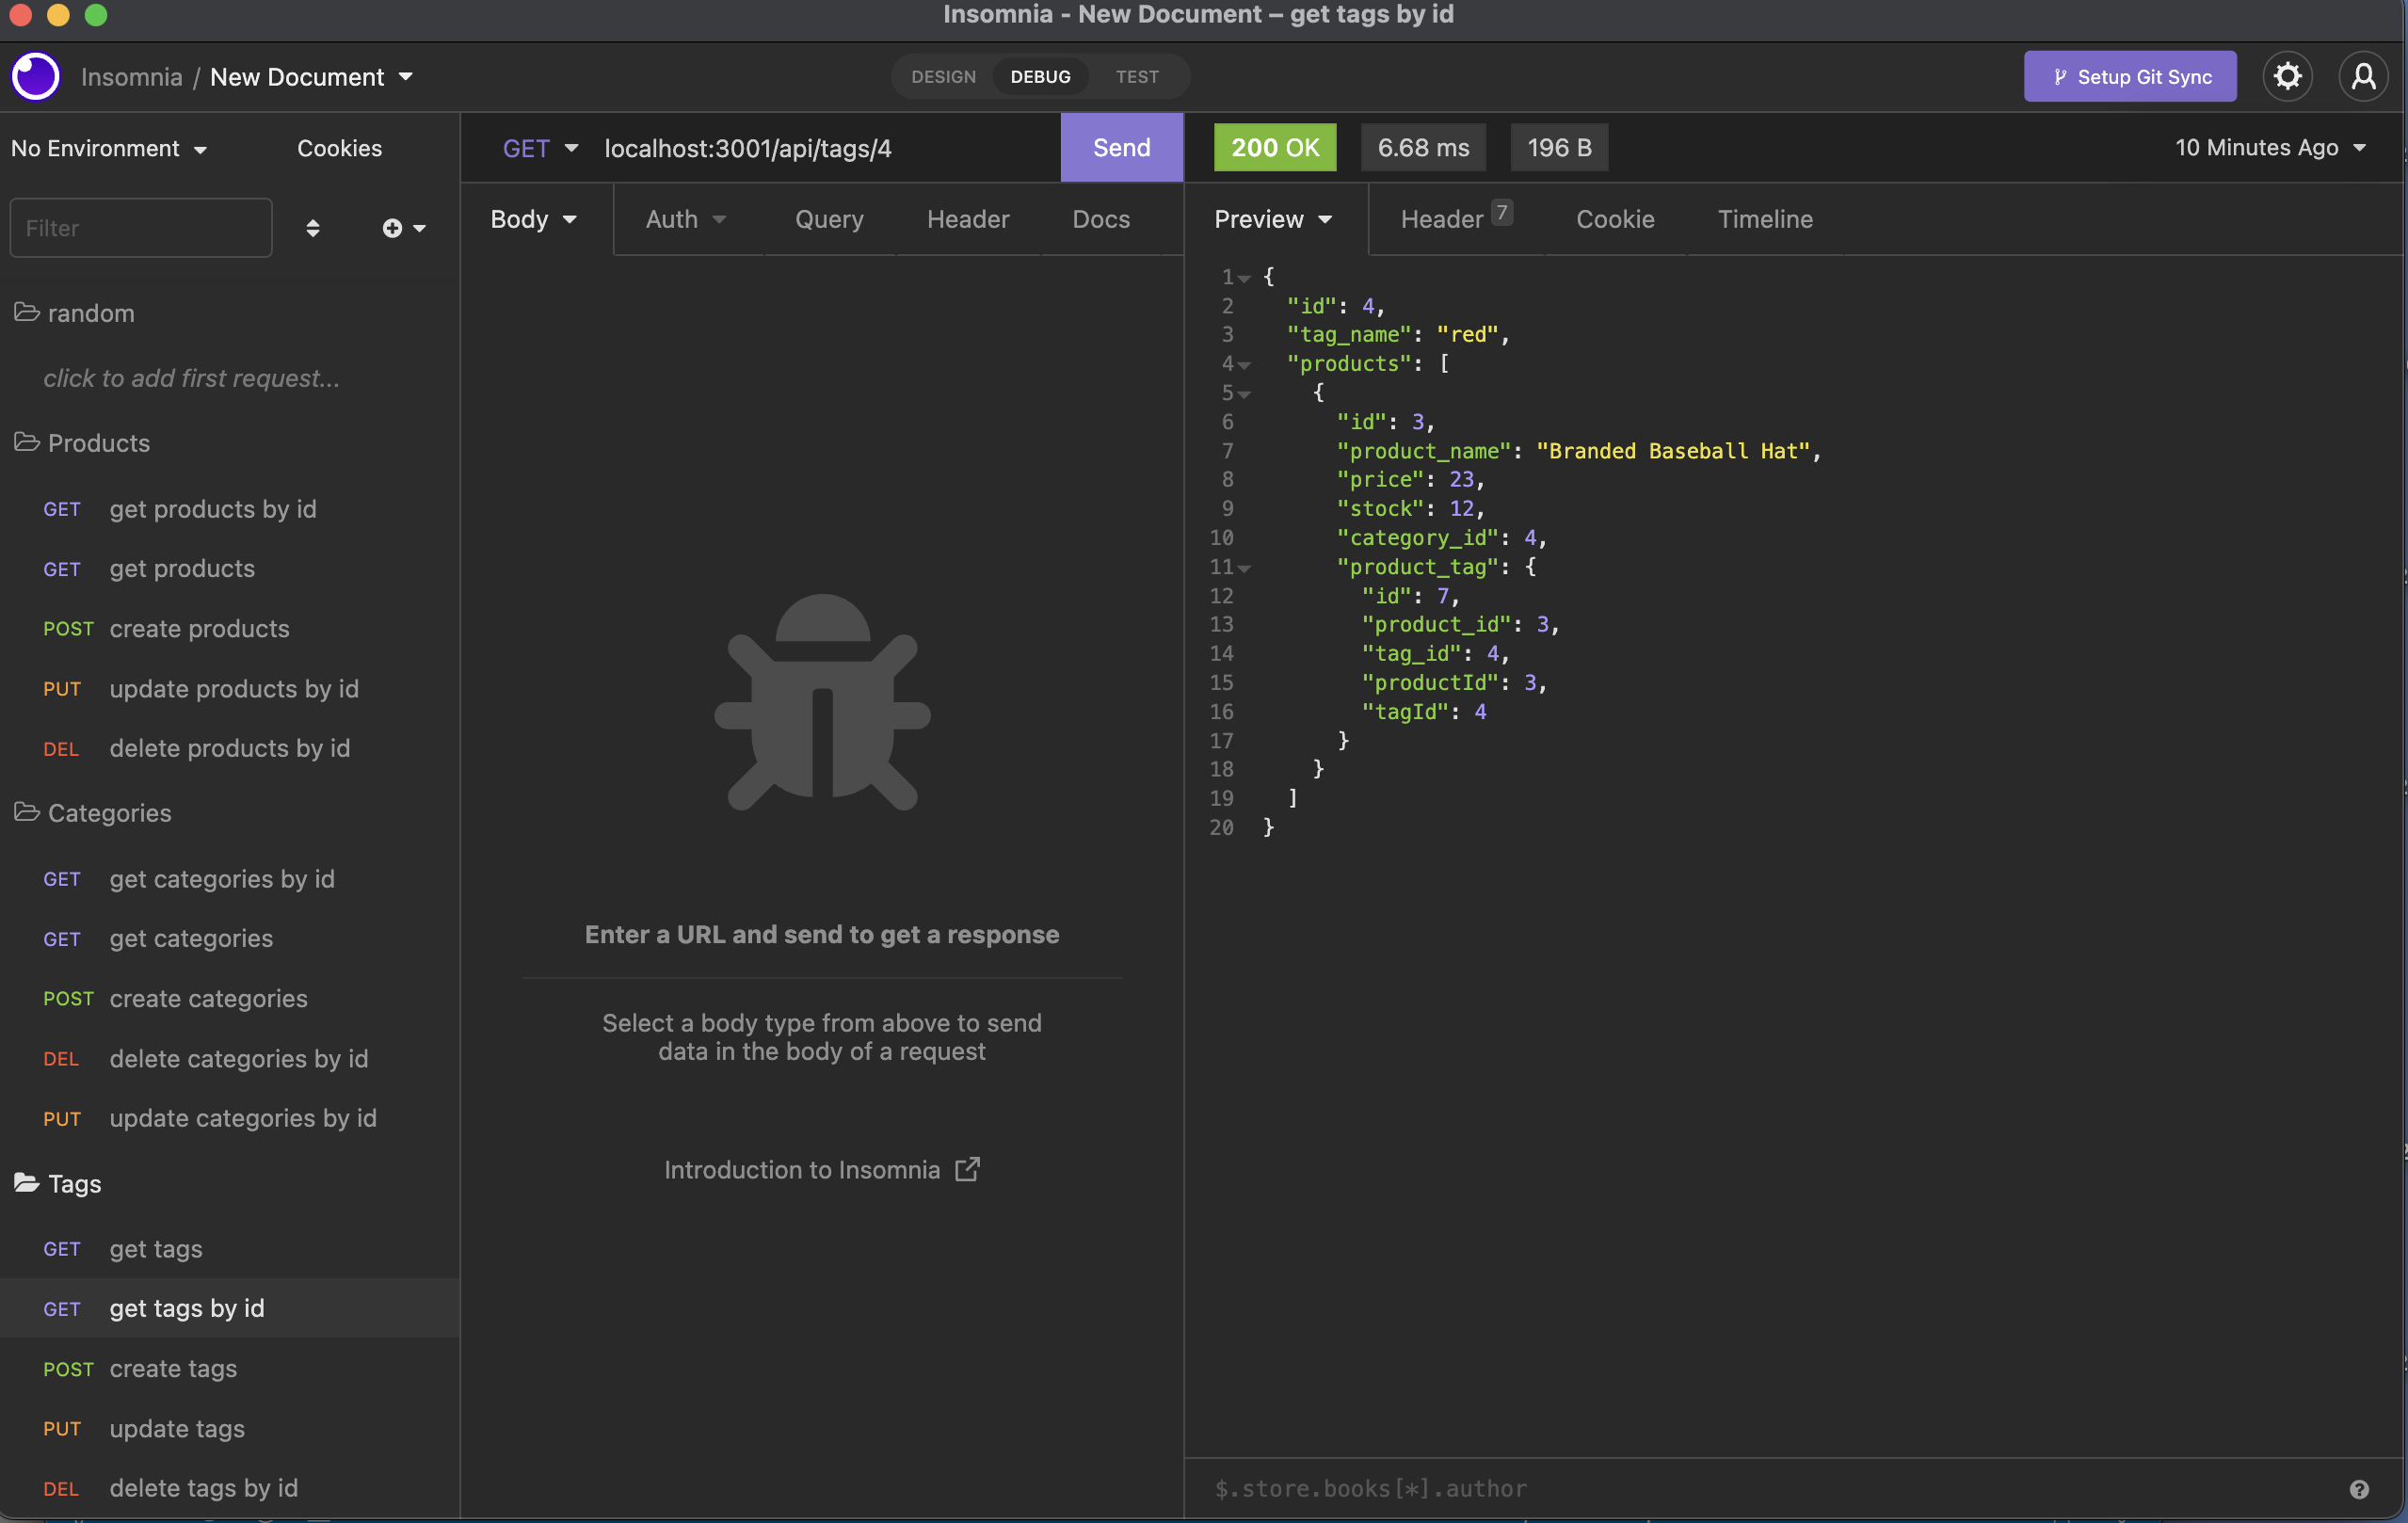 Insomnia - New Document – get tags by id
Insomnia / New Document
DESIGN DEBUG TEST
Setup Git Sync
No Environment Cookies
Filter
random
click to add first request...
Products
GET get products by id
GET get products
POST create products
PUT update products by id
DEL delete products by id
Categories
GET get categories by id
GET get categories
POST create categories
DEL delete categories by id
PUT update categories by id
Tags
GET get tags
GET get tags by id
POST create tags
PUT update tags
DEL delete tags by id
GET localhost:3001/api/tags/4 Send
Body Auth Query Header Docs
Enter a URL and send to get a response
Select a body type from above to send
data in the body of a request
Introduction to Insomnia
200 OK 6.68 ms 196 B 10 Minutes Ago
Preview Header 7 Cookie Timeline
1 {
2 "id": 4,
3 "tag_name": "red",
4 "products": [
5 {
6 "id": 3,
7 "product_name": "Branded Baseball Hat",
8 "price": 23,
9 "stock": 12,
10 "category_id": 4,
11 "product_tag": {
12 "id": 7,
13 "product_id": 3,
14 "tag_id": 4,
15 "productId": 3,
16 "tagId": 4
17 }
18 }
19 ]
20 }
$.store.books[*].author